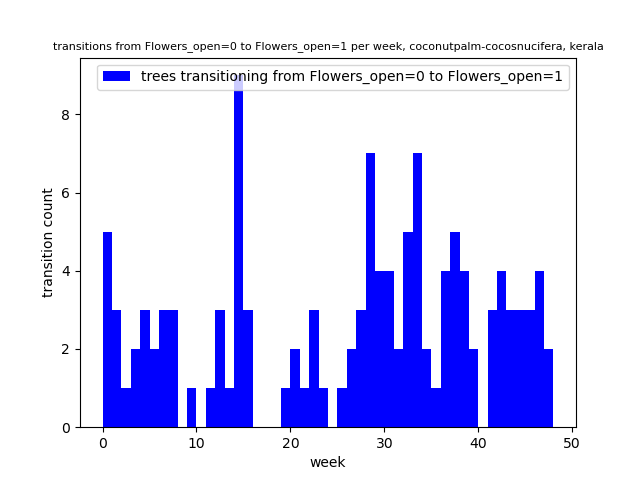 transitions from Flowers_open=0 to Flowers_open=1 per week, coconutpalm-cocosnucifera, kerala
trees transitioning from Flowers_open=0 to Flowers_open=1
8
6
4
2
0
transition count
0 10 20 30 40 50
week